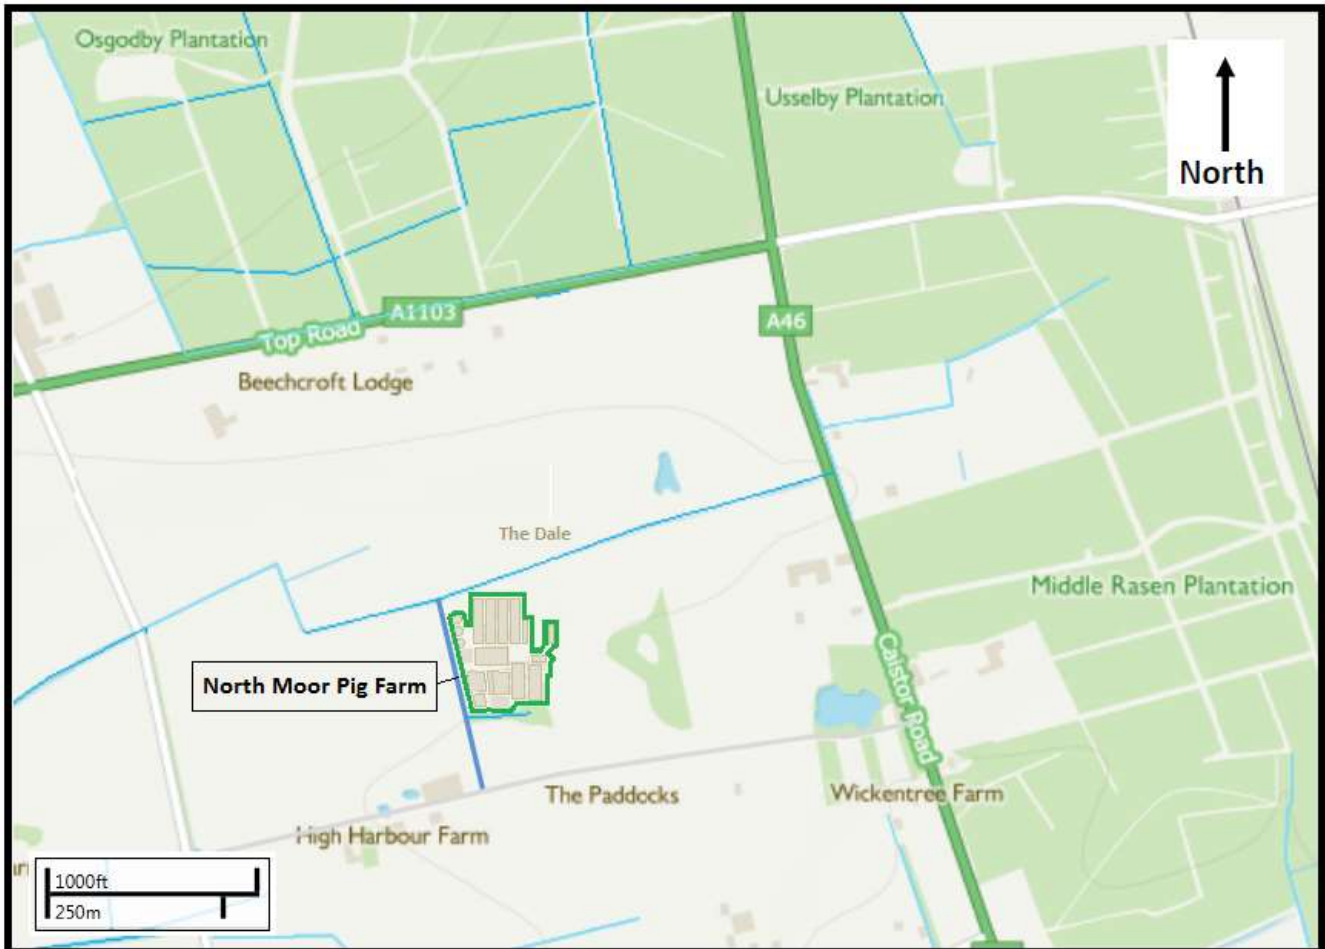 Osgodby Plantation
Usselby Plantation
North
A1103
Top Road
A46
Beechcroft Lodge
The Dale
Middle Rasen Plantation
North Moor Pig Farm
Caistor Road
The Paddocks
Wickentree Farm
High Harbour Farm
1000ft
250m